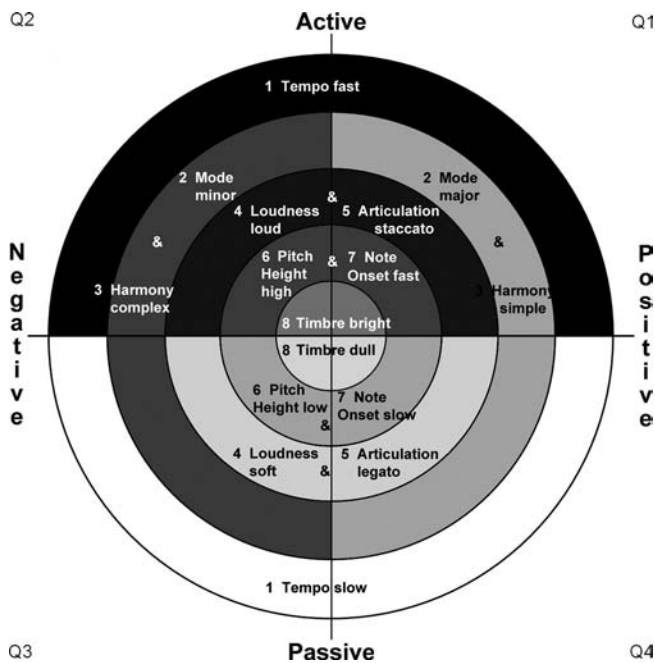 Q2
Active
Q1
1 Tempo fast
2 Mode
minor
2 Mode
major
&
4 Loudness
loud
5 Articulation
staccato
&
&
6 Pitch
Height
high
&
7 Note
Onset fast
3 Harmony
complex
3 Harmony
simple
Negative
Positive
8 Timbre bright
8 Timbre dull
6 Pitch
Height low
7 Note
Onset slow
&
4 Loudness
soft
&
5 Articulation
legato
1 Tempo slow
Q3
Passive
Q4